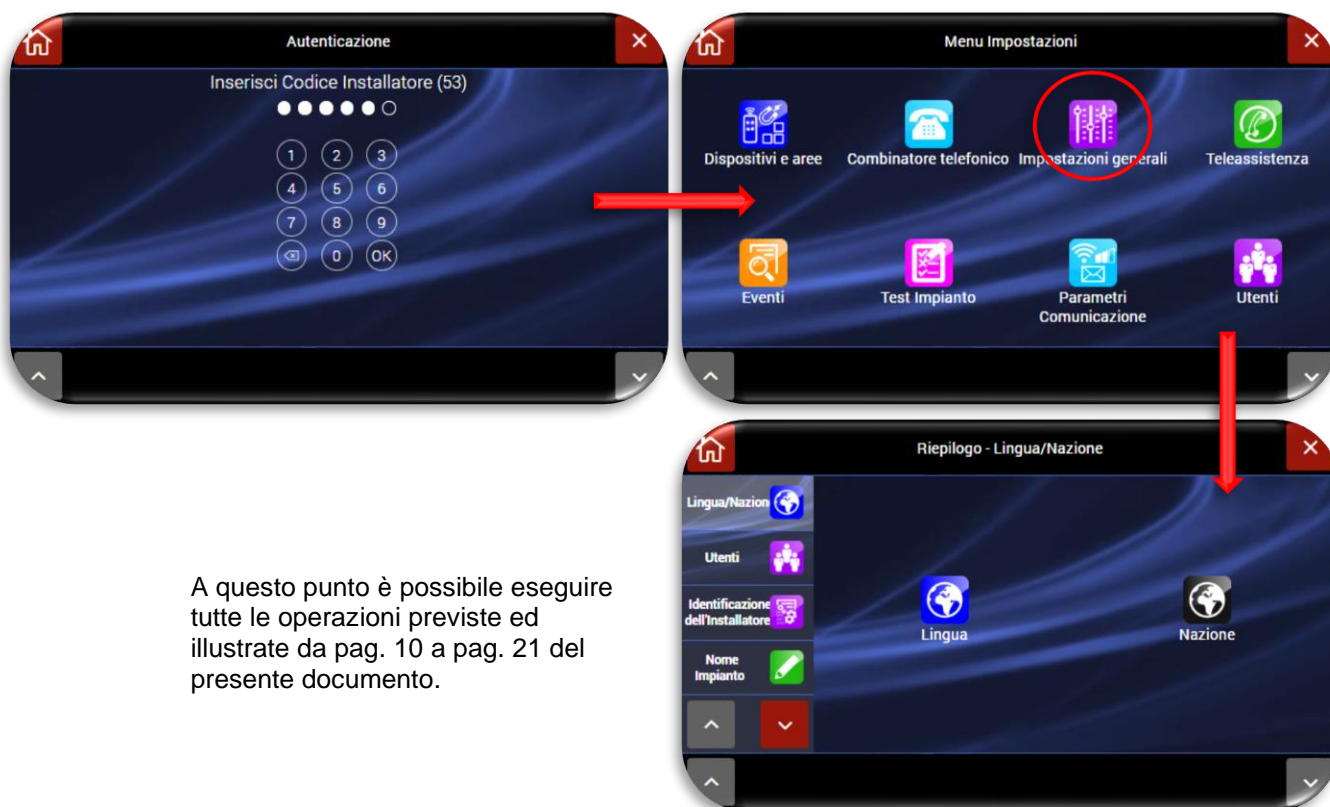 Autenticazione
Inserisci Codice Installatore (53)
1 2 3
4 5 6
7 8 9
0 OK
Menu Impostazioni
Dispositivi e aree Combinatore telefonico Impostazioni generali Teleassistenza
Eventi Test Impianto Parametri Comunicazione Utenti
Riepilogo - Lingua/Nazione
Lingua/Nazion
Utenti
Identificazione
dell'Installatore
Nome
Impianto
Lingua Nazione
A questo punto è possibile eseguire
tutte le operazioni previste ed
illustrate da pag. 10 a pag. 21 del
presente documento.